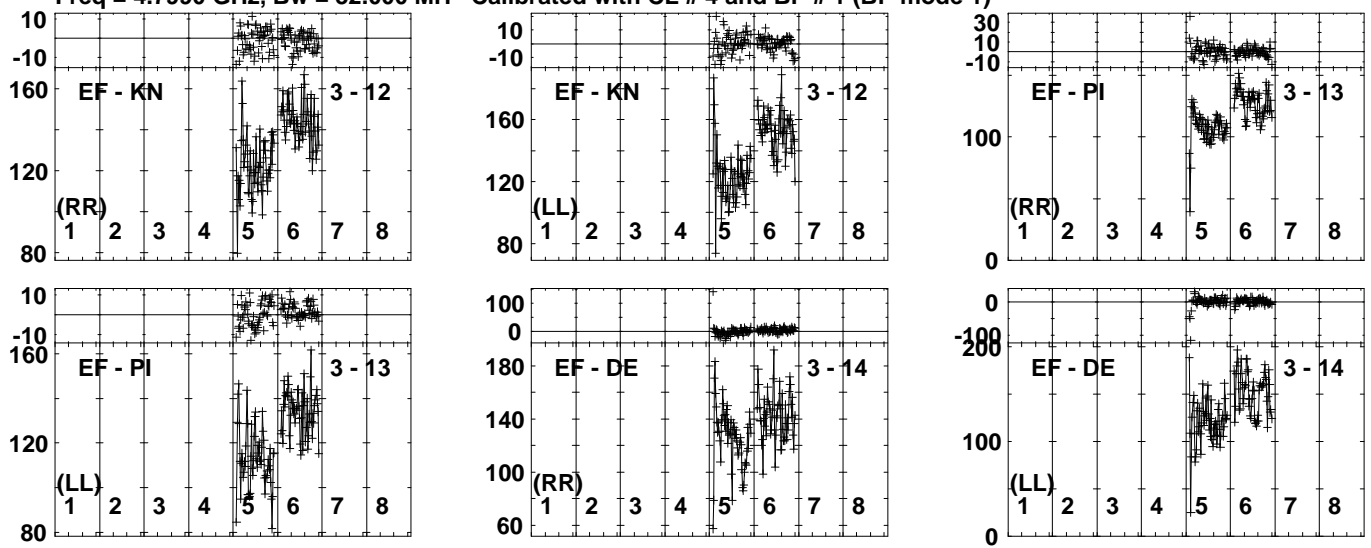 Freq = GHz, Bw = MH Calibrated with CL # 4 and BP # 1 (BP mode 1)
10
-10
160
120
80
EF - KN 3 - 12
(RR)
1 2 3 4 5 6 7 8
10
-10
200
160
120
80
EF - KN 3 - 12
(LL)
1 2 3 4 5 6 7 8
30
10
-10
100
0
EF - PI 3 - 13
(RR)
1 2 3 4 5 6 7 8
10
-10
160
120
80
EF - PI 3 - 13
(LL)
1 2 3 4 5 6 7 8
100
0
180
140
100
60
EF - DE 3 - 14
(RR)
1 2 3 4 5 6 7 8
0
-100
200
100
0
EF - DE 3 - 14
(LL)
1 2 3 4 5 6 7 8